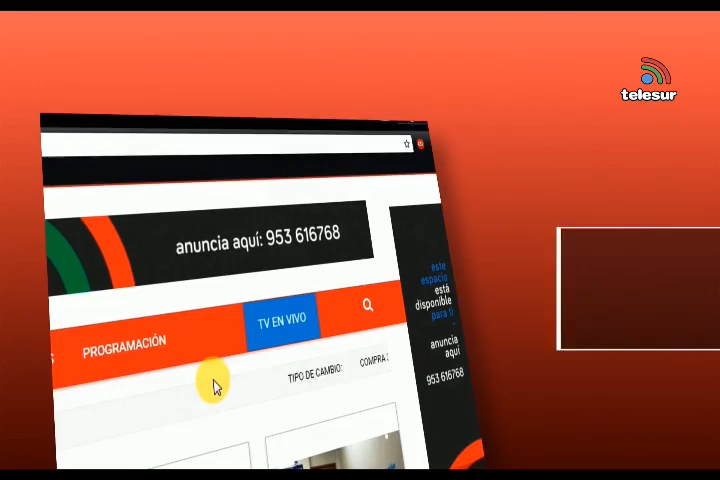 telesur
anuncia aquí: 953 616768
este
espacio
está
disponible
para ti
anuncia
aquí
953 616768
PROGRAMACIÓN
TV EN VIVO
TIPO DE CAMBIO:
COMPRA